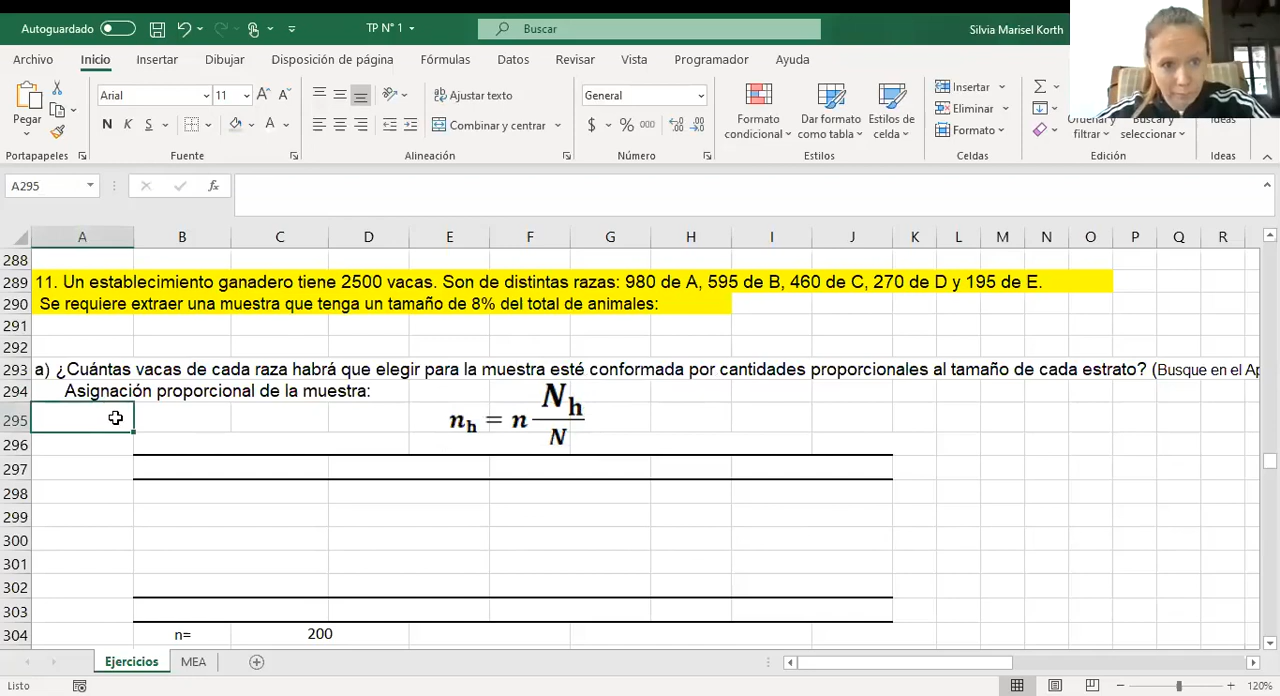 Autoguardado TP N° 1 Buscar Silvia Marisel Korth
Archivo Inicio Insertar Dibujar Disposición de página Fórmulas Datos Revisar Vista Programador Ayuda
Pegar
Arial 11
N K S
Ajustar texto
Combinar y centrar
General
$ % 000
Formato condicional
Dar formato como tabla
Estilos de celda
Insertar
Eliminar
Formato
Ordenar y filtrar
Buscar y seleccionar
Ideas
Portapapeles Fuente Alineación Número Estilos Celdas Edición Ideas
A295 fx
A B C D E F G H I J K L M N O P Q R
288
289 11. Un establecimiento ganadero tiene 2500 vacas. Son de distintas razas: 980 de A, 595 de B, 460 de C, 270 de D y 195 de E.
290 Se requiere extraer una muestra que tenga un tamaño de 8% del total de animales:
291
292
293 a) ¿Cuántas vacas de cada raza habrá que elegir para la muestra esté conformada por cantidades proporcionales al tamaño de cada estrato? (Busque en el Ap
294 Asignación proporcional de la muestra:
295 nh = n Nh / N
296
297
298
299
300
301
302
303
304 n= 200
Ejercicios MEA
Listo 120%